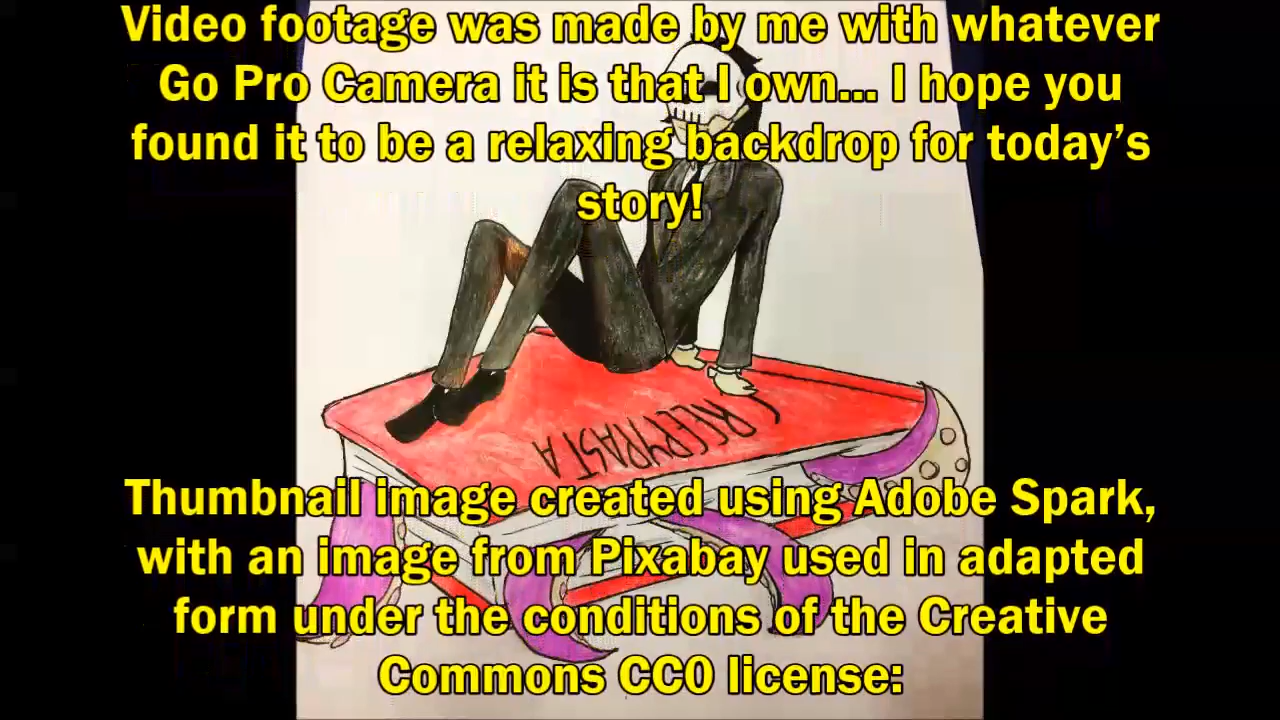 Video footage was made by me with whatever
Go Pro Camera it is that I own... I hope you
found it to be a relaxing backdrop for today's
story!
CREEPYPASTA
Thumbnail image created using Adobe Spark,
with an image from Pixabay used in adapted
form under the conditions of the Creative
Commons CC0 license: